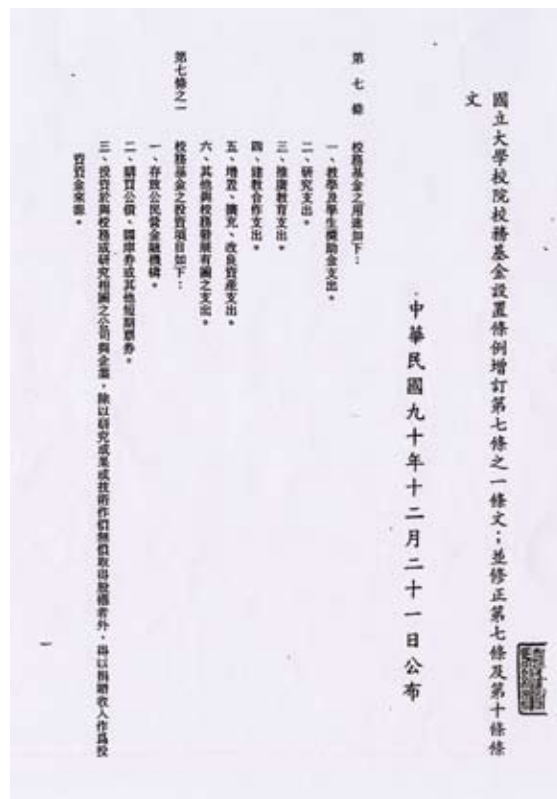 國立大學校院校務基金設置條例增訂第七條之一條文；並修正第七條及第十條條
文
中華民國九十年十二月二十一日公布
第七條 校務基金之用途如下：
一、教學及學生獎助金支出。
二、研究支出。
三、推廣教育支出。
四、建教合作支出。
五、增置、擴充、改良資產支出。
六、其他與校務發展有關之支出。
第七條之一 校務基金之投資項目如下：
一、存放公民營金融機構。
二、購買公債、國庫券或其他短期票券。
三、投資於與校務或研究相關之公司與企業，除以研究成果或技術作價無償取得股權者外，得以捐贈收入作為投
資資金來源。
一